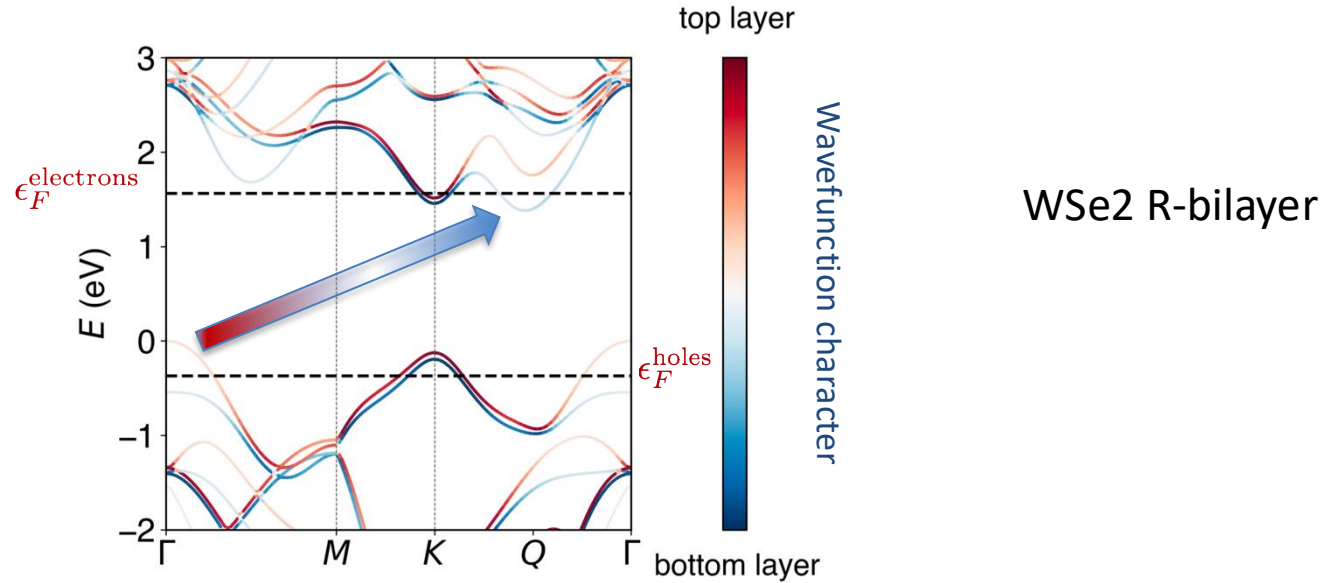 top layer
3
2
1
0
−1
−2
E (eV)
ϵ_F^electrons
ϵ_F^holes
Γ M K Q Γ
Wavefunction character
bottom layer
WSe2 R-bilayer